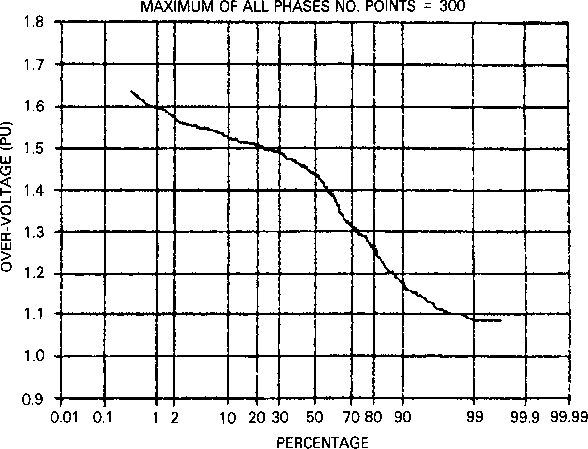 MAXIMUM OF ALL PHASES NO. POINTS = 300
1.8
1.7
1.6
1.5
1.4
1.3
1.2
1.1
1.0
0.9
OVER-VOLTAGE (PU)
0.01 0.1 1 2 10 20 30 50 70 80 90 99 99.9 99.99
PERCENTAGE